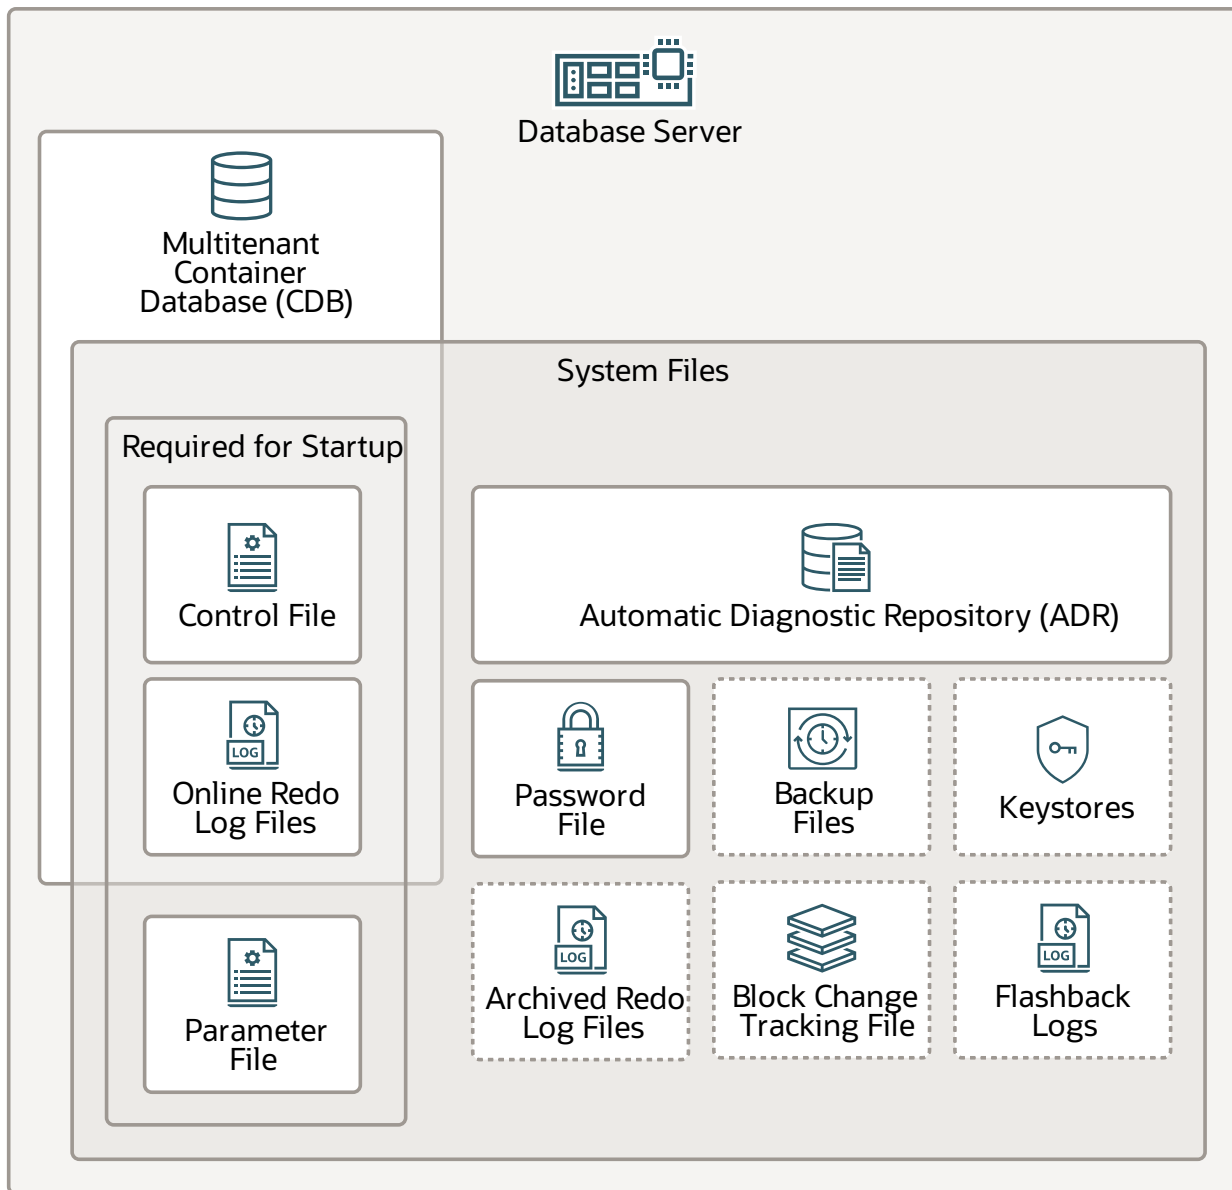 Database Server
Multitenant
Container
Database (CDB)
System Files
Required for Startup
Control File
Automatic Diagnostic Repository (ADR)
LOG
Online Redo
Log Files
Password
File
Backup
Files
Keystores
Parameter
File
LOG
Archived Redo
Log Files
Block Change
Tracking File
LOG
Flashback
Logs